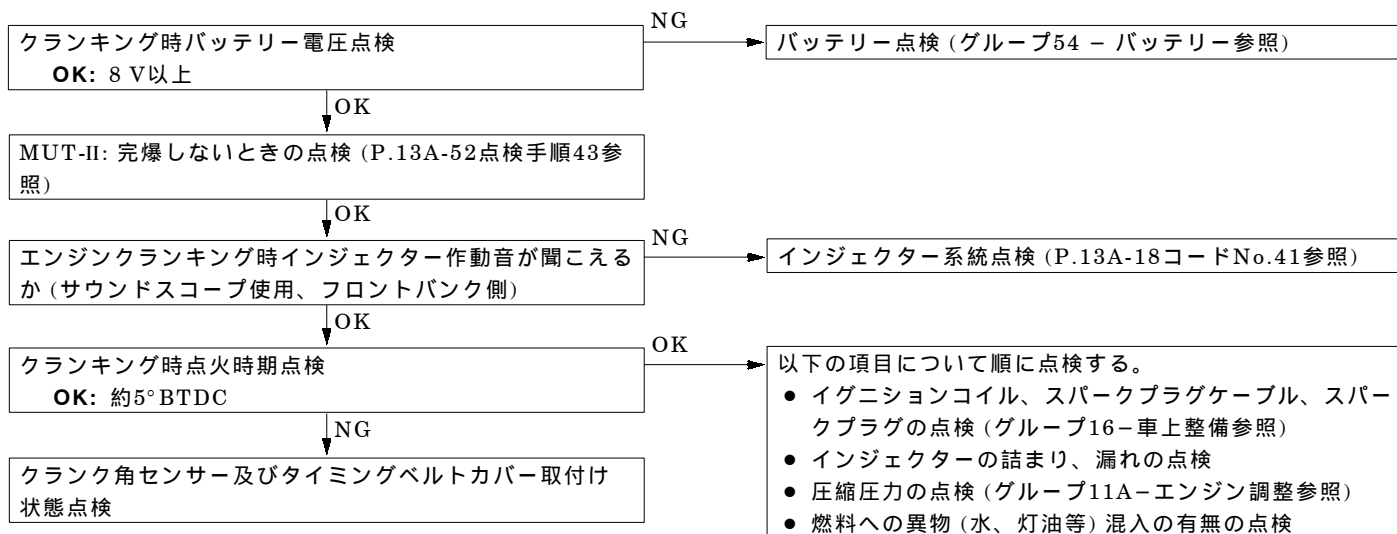 クランキング時バッテリー電圧点検
OK: 8 V以上
NG
バッテリー点検 (グループ54 − バッテリー参照)
OK
MUT-II: 完爆しないときの点検 (P.13A-52点検手順43参
照)
OK
エンジンクランキング時インジェクター作動音が聞こえる
か (サウンドスコープ使用、フロントバンク側)
NG
インジェクター系統点検 (P.13A-18コードNo.41参照)
OK
クランキング時点火時期点検
OK: 約5°BTDC
OK
以下の項目について順に点検する。
● イグニションコイル、スパークプラグケーブル、スパー
クプラグの点検 (グループ16−車上整備参照)
● インジェクターの詰まり、漏れの点検
● 圧縮圧力の点検 (グループ11A−エンジン調整参照)
● 燃料への異物 (水、灯油等) 混入の有無の点検
NG
クランク角センサー及びタイミングベルトカバー取付け
状態点検